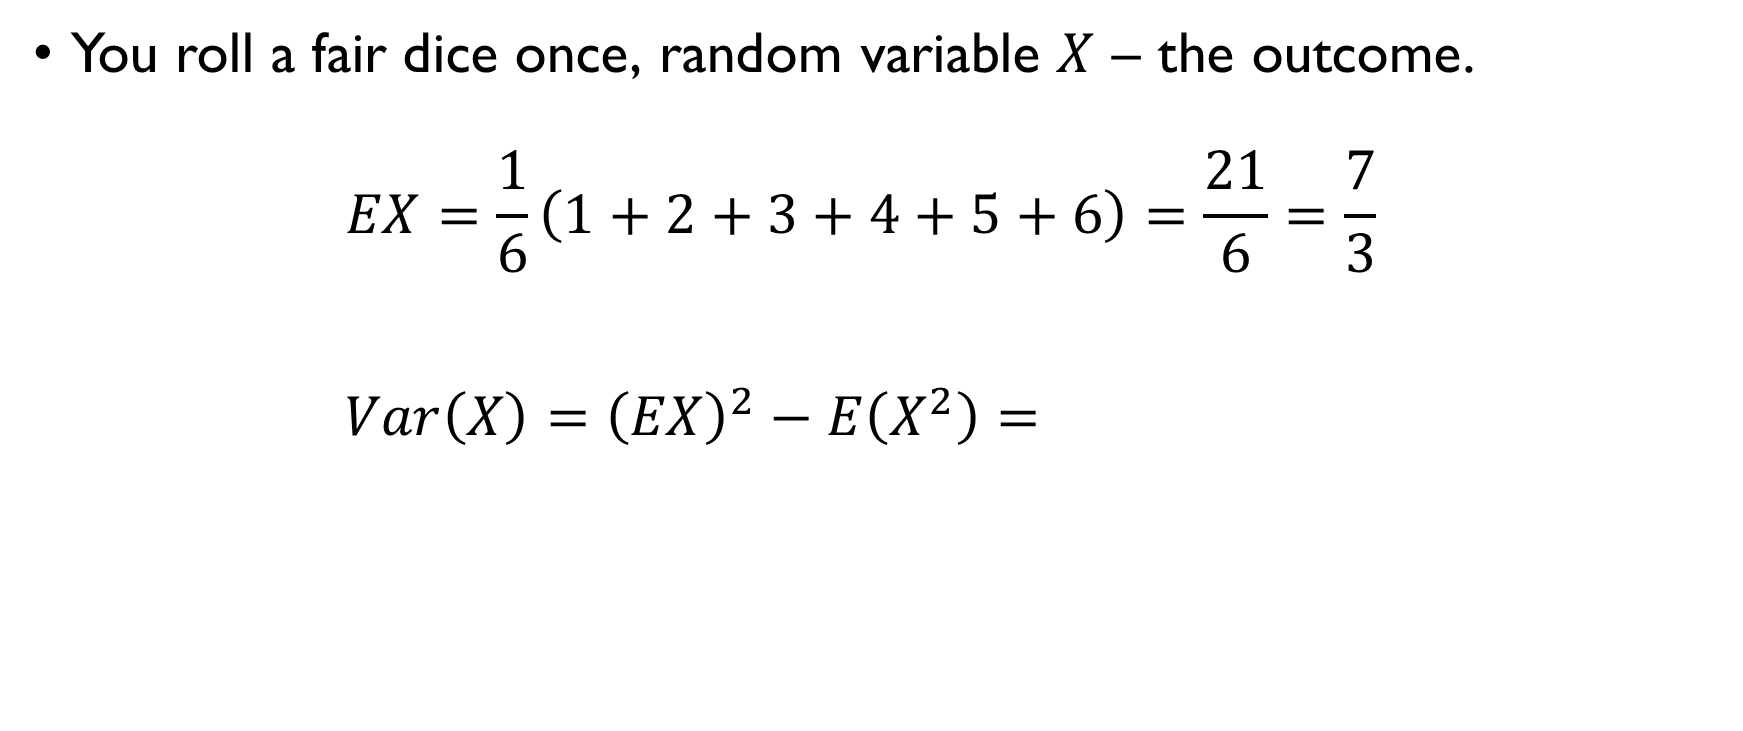 • You roll a fair dice once, random variable X – the outcome.
EX = 1/6 (1 + 2 + 3 + 4 + 5 + 6) = 21/6 = 7/3
Var(X) = (EX)² − E(X²) =